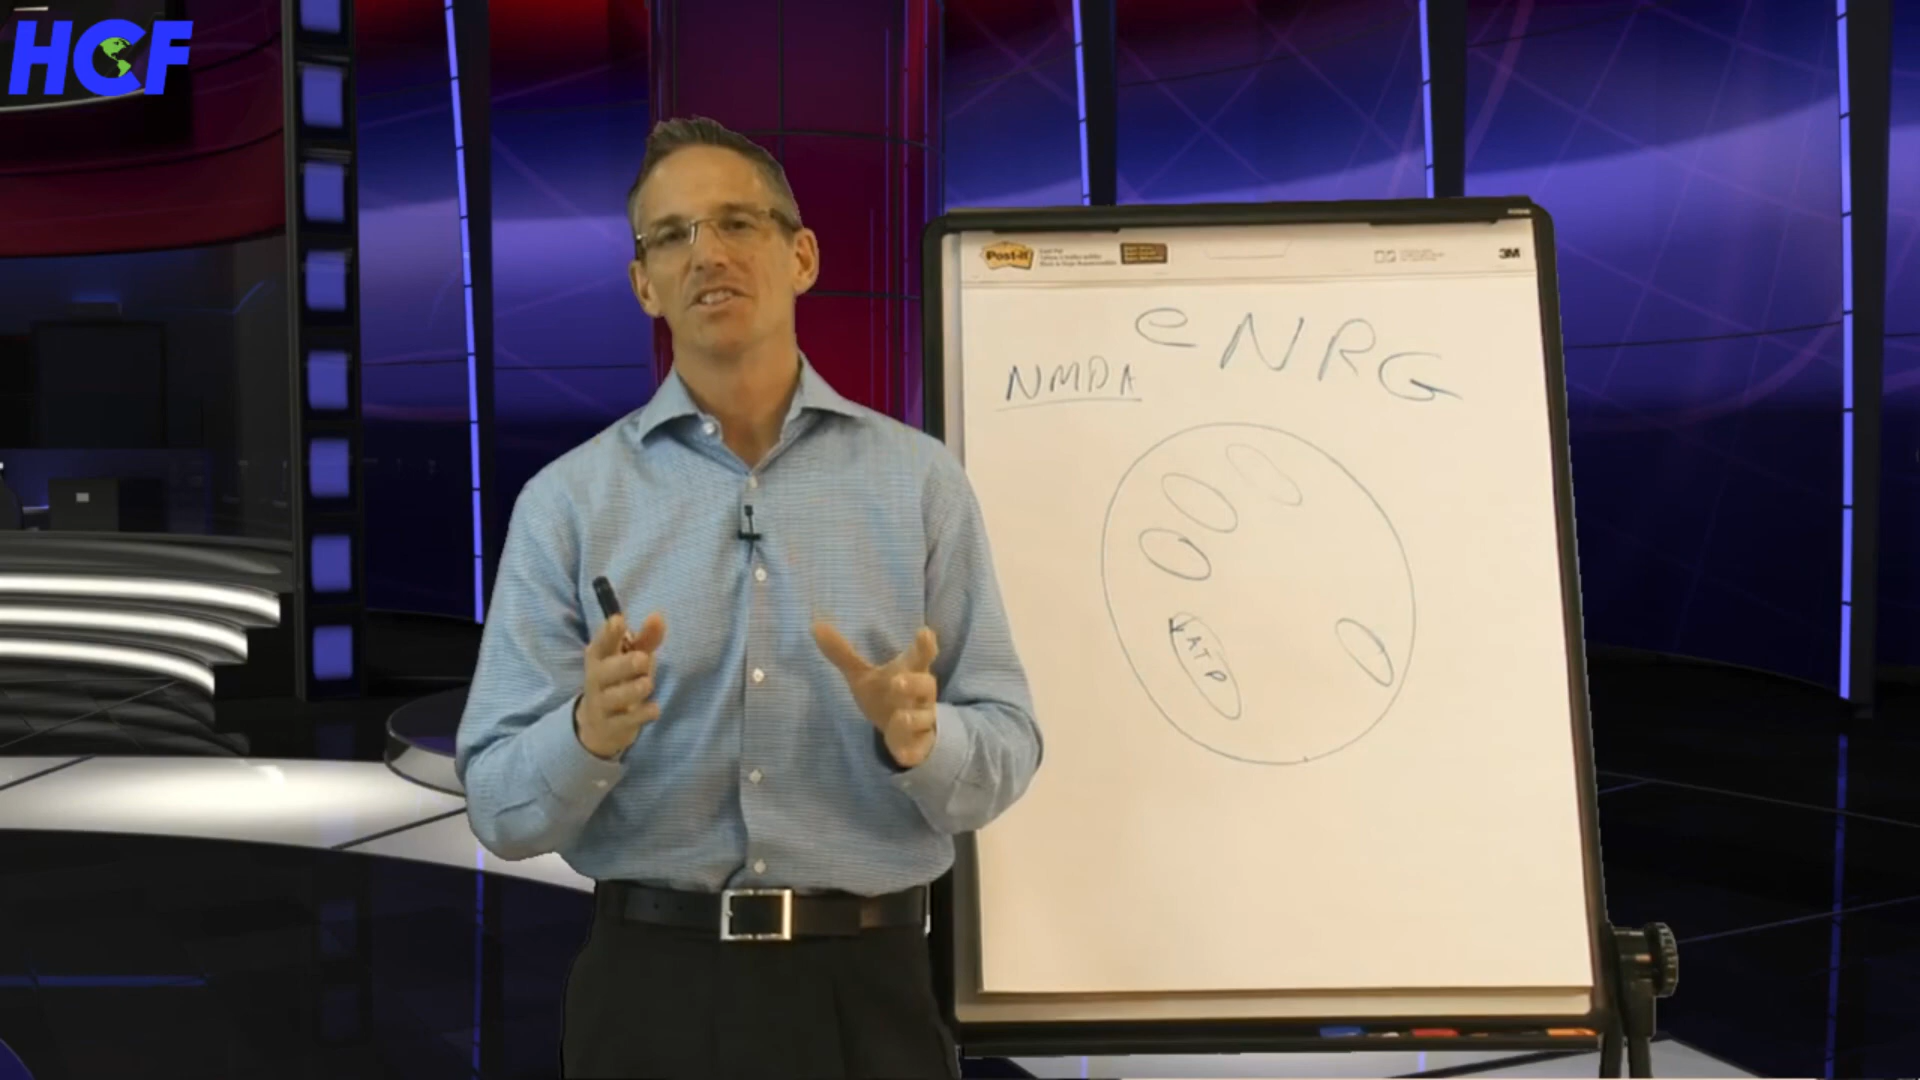 HCF
Post-it
3M
eNRG
NMDA
ATP